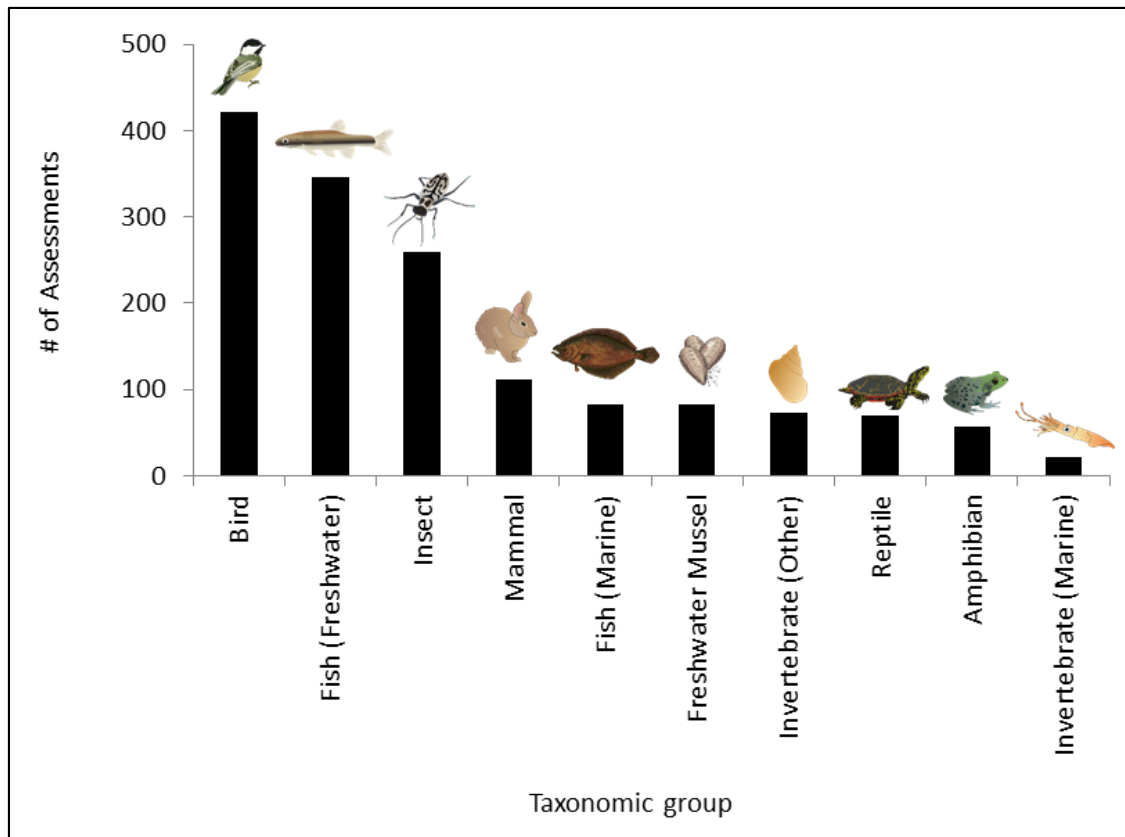 # of Assessments
500
400
300
200
100
0
Bird
Fish (Freshwater)
Insect
Mammal
Fish (Marine)
Freshwater Mussel
Invertebrate (Other)
Reptile
Amphibian
Invertebrate (Marine)
Taxonomic group